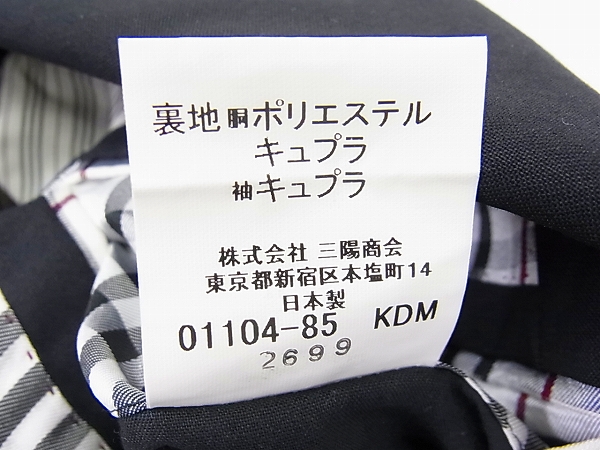 裏地 胴ポリエステル
キュプラ
袖キュプラ
株式会社 三陽商会
東京都新宿区本塩町14
日本製
01104-85 KDM
2699